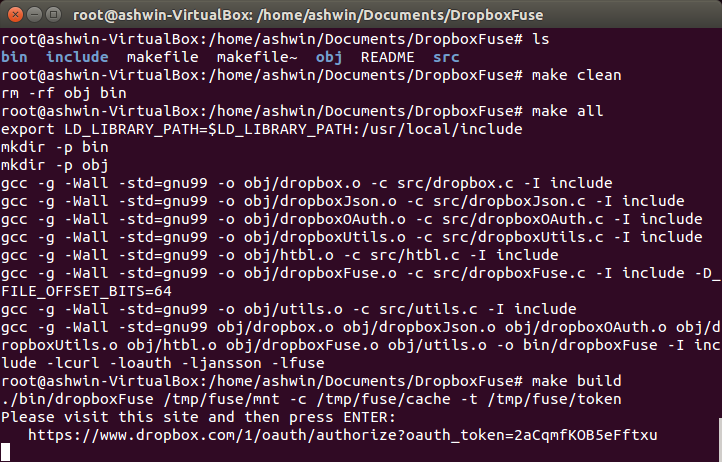 root@ashwin-VirtualBox: /home/ashwin/Documents/DropboxFuse
root@ashwin-VirtualBox:/home/ashwin/Documents/DropboxFuse# ls
bin  include  makefile  makefile~  obj  README  src
root@ashwin-VirtualBox:/home/ashwin/Documents/DropboxFuse# make clean
rm -rf obj bin
root@ashwin-VirtualBox:/home/ashwin/Documents/DropboxFuse# make all
export LD_LIBRARY_PATH=$LD_LIBRARY_PATH:/usr/local/include
mkdir -p bin
mkdir -p obj
gcc -g -Wall -std=gnu99 -o obj/dropbox.o -c src/dropbox.c -I include
gcc -g -Wall -std=gnu99 -o obj/dropboxJson.o -c src/dropboxJson.c -I include
gcc -g -Wall -std=gnu99 -o obj/dropboxOAuth.o -c src/dropboxOAuth.c -I include
gcc -g -Wall -std=gnu99 -o obj/dropboxUtils.o -c src/dropboxUtils.c -I include
gcc -g -Wall -std=gnu99 -o obj/htbl.o -c src/htbl.c -I include
gcc -g -Wall -std=gnu99 -o obj/dropboxFuse.o -c src/dropboxFuse.c -I include -D_
FILE_OFFSET_BITS=64
gcc -g -Wall -std=gnu99 -o obj/utils.o -c src/utils.c -I include
gcc -g -Wall -std=gnu99 obj/dropbox.o obj/dropboxJson.o obj/dropboxOAuth.o obj/d
ropboxUtils.o obj/htbl.o obj/dropboxFuse.o obj/utils.o -o bin/dropboxFuse -I inc
lude -lcurl -loauth -ljansson -lfuse
root@ashwin-VirtualBox:/home/ashwin/Documents/DropboxFuse# make build
./bin/dropboxFuse /tmp/fuse/mnt -c /tmp/fuse/cache -t /tmp/fuse/token
Please visit this site and then press ENTER:
   https://www.dropbox.com/1/oauth/authorize?oauth_token=2aCqmfKOB5eFftxu